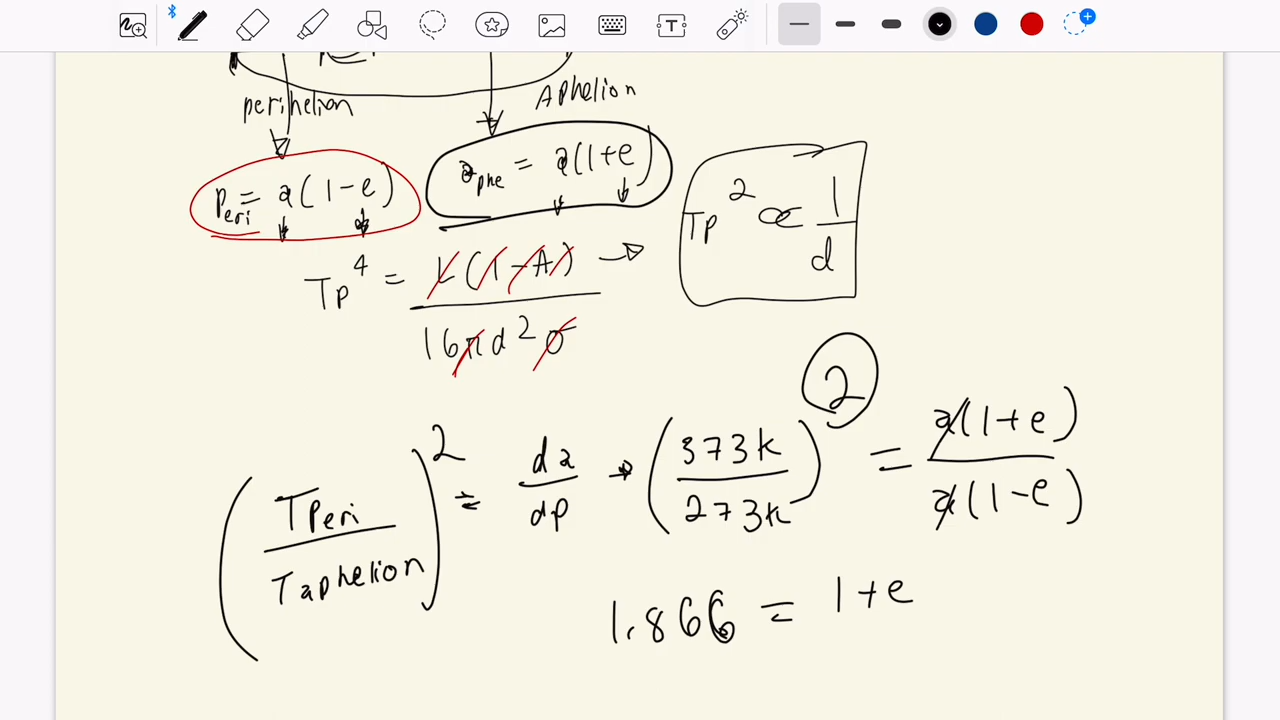 perihelion
Aphelion
Peri = a(1-e)
aphe = a(1+e)
Tp² ∝ 1/d
Tp⁴ = L(1-A) / 16πd²σ →
(Tperi / Taphelion)² = da/dp → (373k / 273k)² = a(1+e) / a(1-e)
1.866 = 1+e